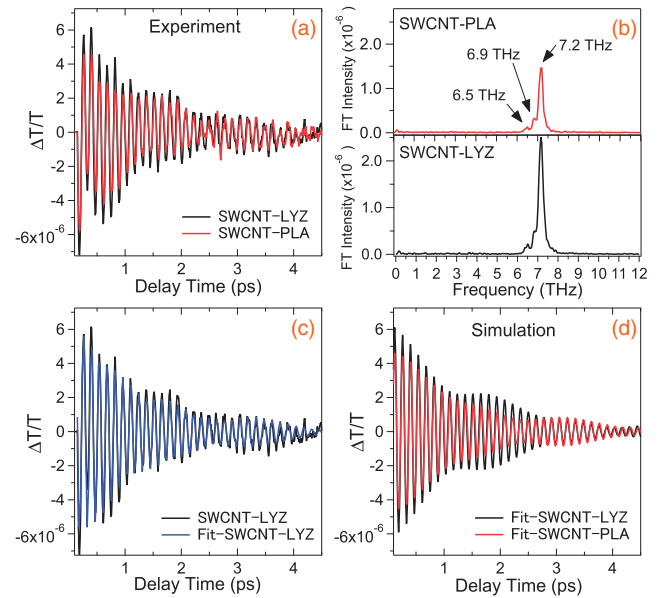 Experiment
(a)
6
4
2
0
-2
-4
-6x10⁻⁶
ΔT/T
SWCNT-LYZ
SWCNT-PLA
1
2
3
4
Delay Time (ps)
SWCNT-PLA
(b)
7.2 THz
6.9 THz
6.5 THz
2.0
1.0
0.0
FT Intensity (x10⁻⁶)
SWCNT-LYZ
2.0
1.0
0.0
FT Intensity (x10⁻⁶)
0 1 2 3 4 5 6 7 8 9 10 11 12
Frequency (THz)
(c)
6
4
2
0
-2
-4
-6x10⁻⁶
ΔT/T
SWCNT-LYZ
Fit-SWCNT-LYZ
1
2
3
4
Delay Time (ps)
Simulation
(d)
6
4
2
0
-2
-4
-6x10⁻⁶
ΔT/T
Fit-SWCNT-LYZ
Fit-SWCNT-PLA
1
2
3
4
Delay Time (ps)